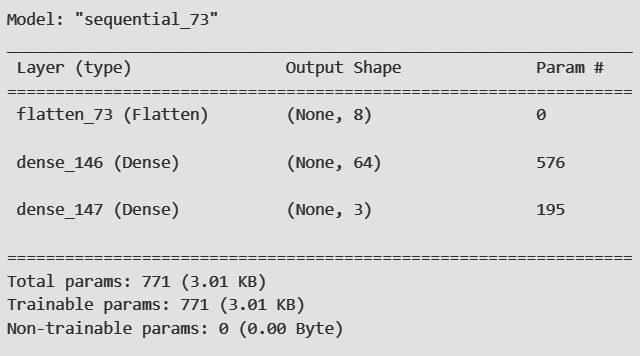 Model: "sequential_73"
_________________________________________________________________
Layer (type) Output Shape Param #
=================================================================
flatten_73 (Flatten) (None, 8) 0
dense_146 (Dense) (None, 64) 576
dense_147 (Dense) (None, 3) 195
=================================================================
Total params: 771 (3.01 KB)
Trainable params: 771 (3.01 KB)
Non-trainable params: 0 (0.00 Byte)